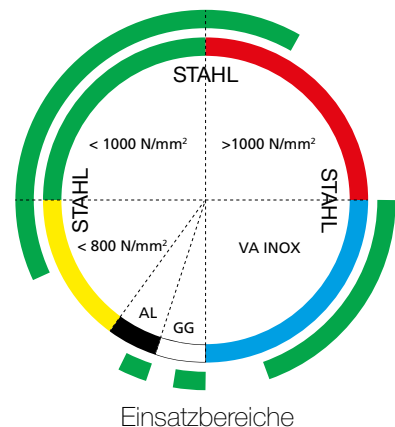 STAHL
< 1000 N/mm²
>1000 N/mm²
STAHL
STAHL
< 800 N/mm²
VA INOX
AL
GG
Einsatzbereiche